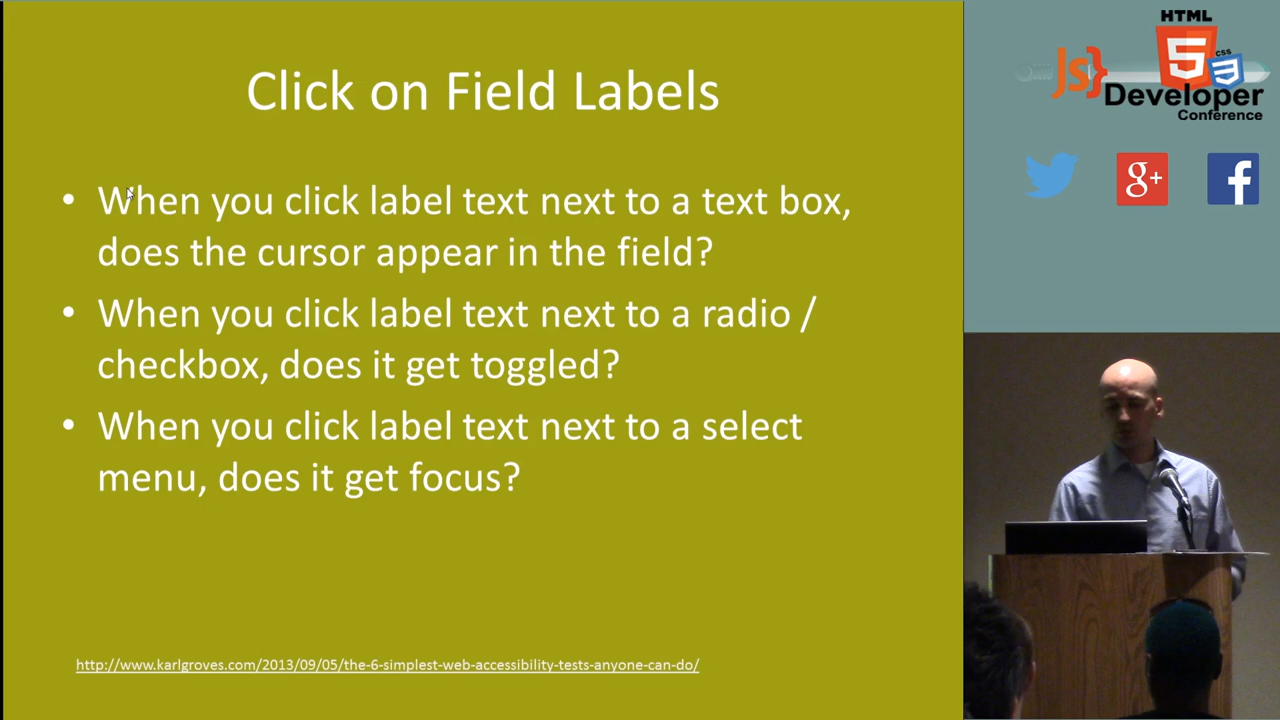 Click on Field Labels
• When you click label text next to a text box,
does the cursor appear in the field?
• When you click label text next to a radio /
checkbox, does it get toggled?
• When you click label text next to a select
menu, does it get focus?
http://www.karlgroves.com/2013/09/05/the-6-simplest-web-accessibility-tests-anyone-can-do/
HTML
5
css
3
JS}
Developer
Conference
g+
f